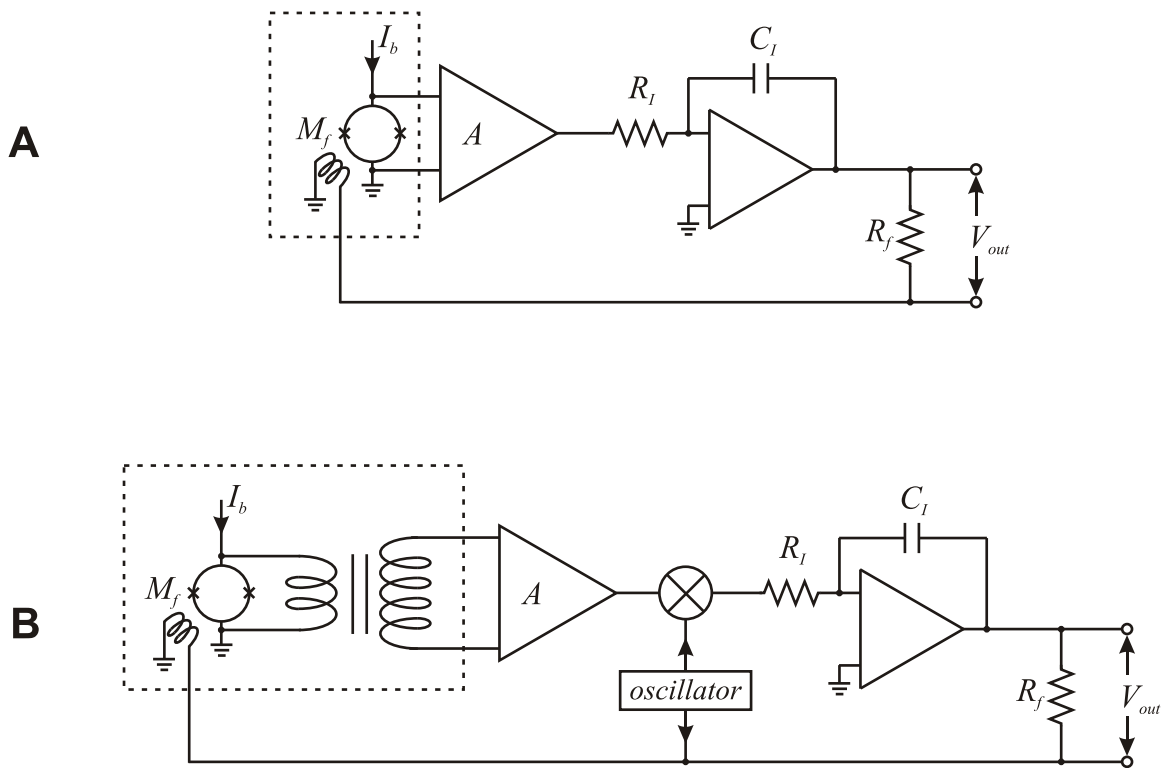 A
I_b
M_f
A
R_I
C_I
R_f
V_out
B
I_b
M_f
A
oscillator
R_I
C_I
R_f
V_out